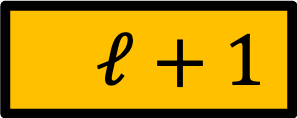 ℓ + 1